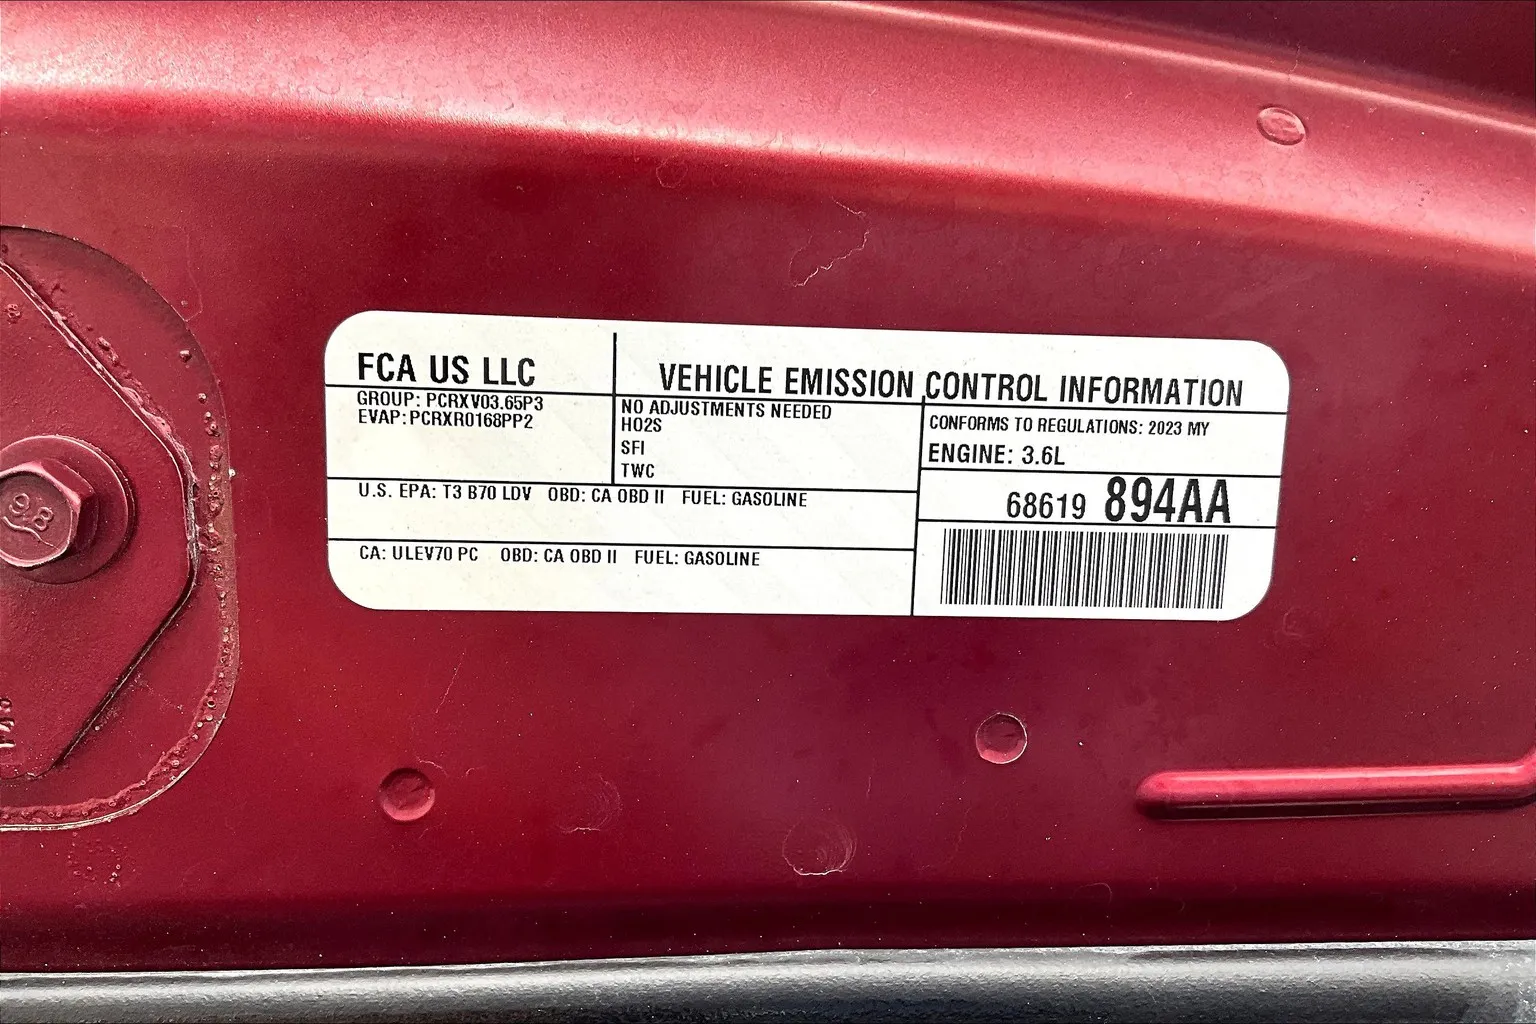 FCA US LLC
VEHICLE EMISSION CONTROL INFORMATION
GROUP: PCRXV03.65P3
EVAP: PCRXR0168PP2
NO ADJUSTMENTS NEEDED
HO2S
SFI
TWC
CONFORMS TO REGULATIONS: 2023 MY
ENGINE: 3.6L
U.S. EPA: T3 B70 LDV OBD: CA OBD II FUEL: GASOLINE
68619 894AA
CA: ULEV70 PC OBD: CA OBD II FUEL: GASOLINE
9.8